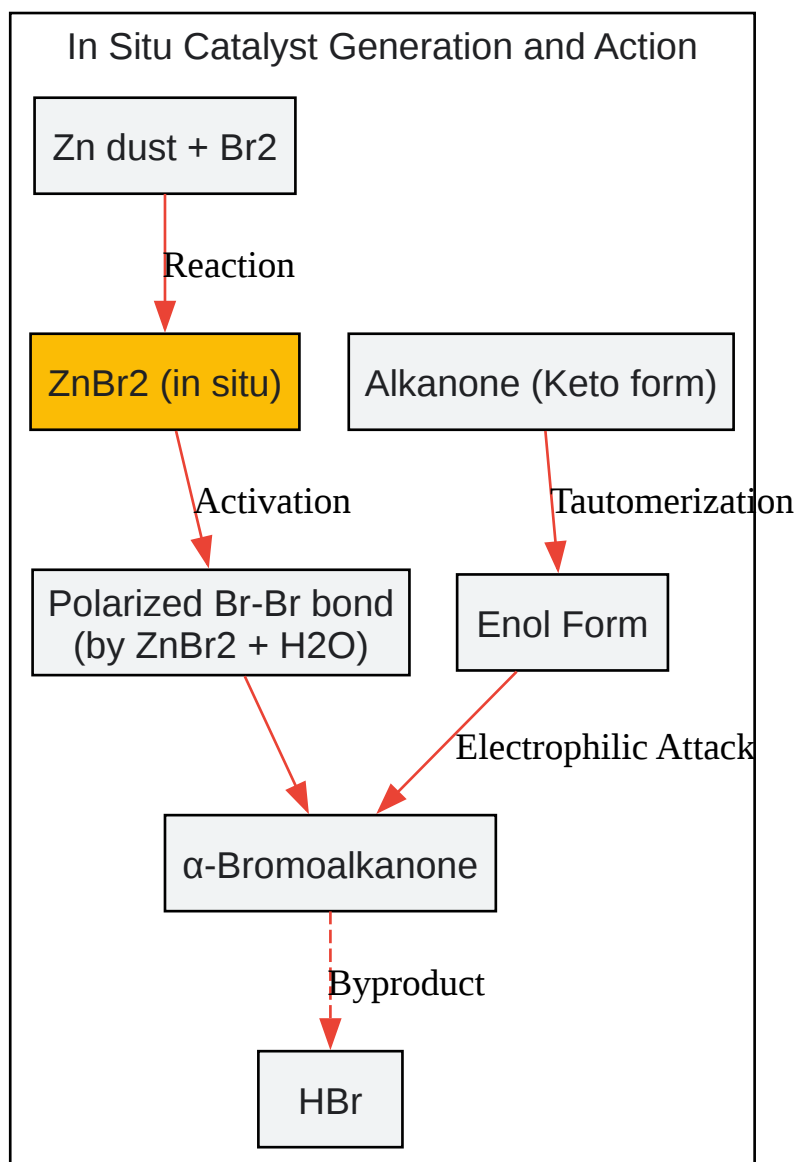 In Situ Catalyst Generation and Action
Zn dust + Br2
Reaction
ZnBr2 (in situ)
Alkanone (Keto form)
Activation
Tautomerization
Polarized Br-Br bond
(by ZnBr2 + H2O)
Enol Form
Electrophilic Attack
α-Bromoalkanone
Byproduct
HBr